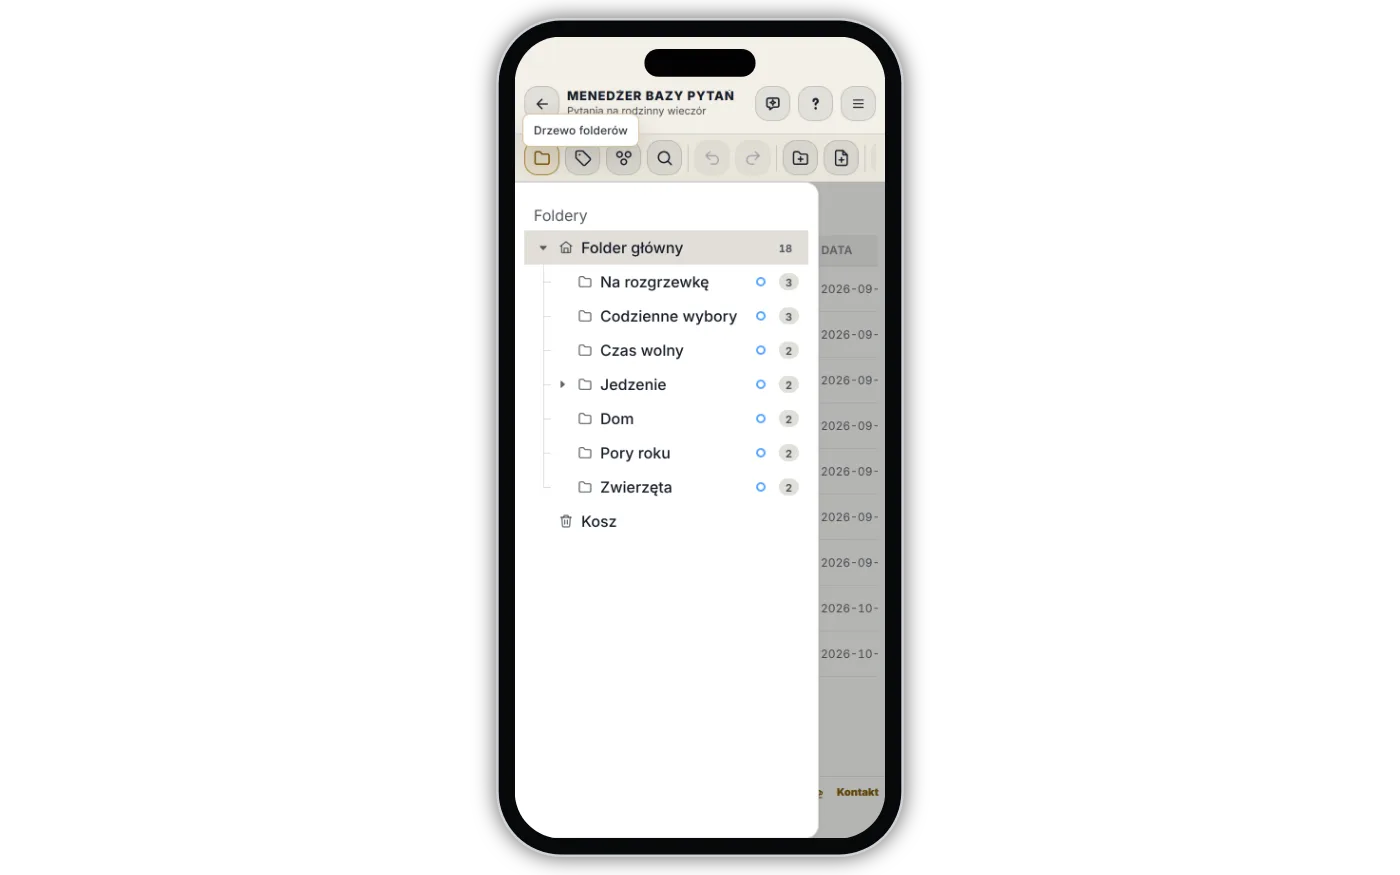 MENEDŻER BAZY PYTAŃ
Pytania na rodzinny wieczór
?
Drzewo folderów
Foldery
Folder główny 18
Na rozgrzewkę 3
Codzienne wybory 3
Czas wolny 2
Jedzenie 2
Dom 2
Pory roku 2
Zwierzęta 2
Kosz
DATA
2026-09-
2026-09-
2026-09-
2026-09-
2026-09-
2026-09-
2026-09-
2026-10-
2026-10-
Kontakt